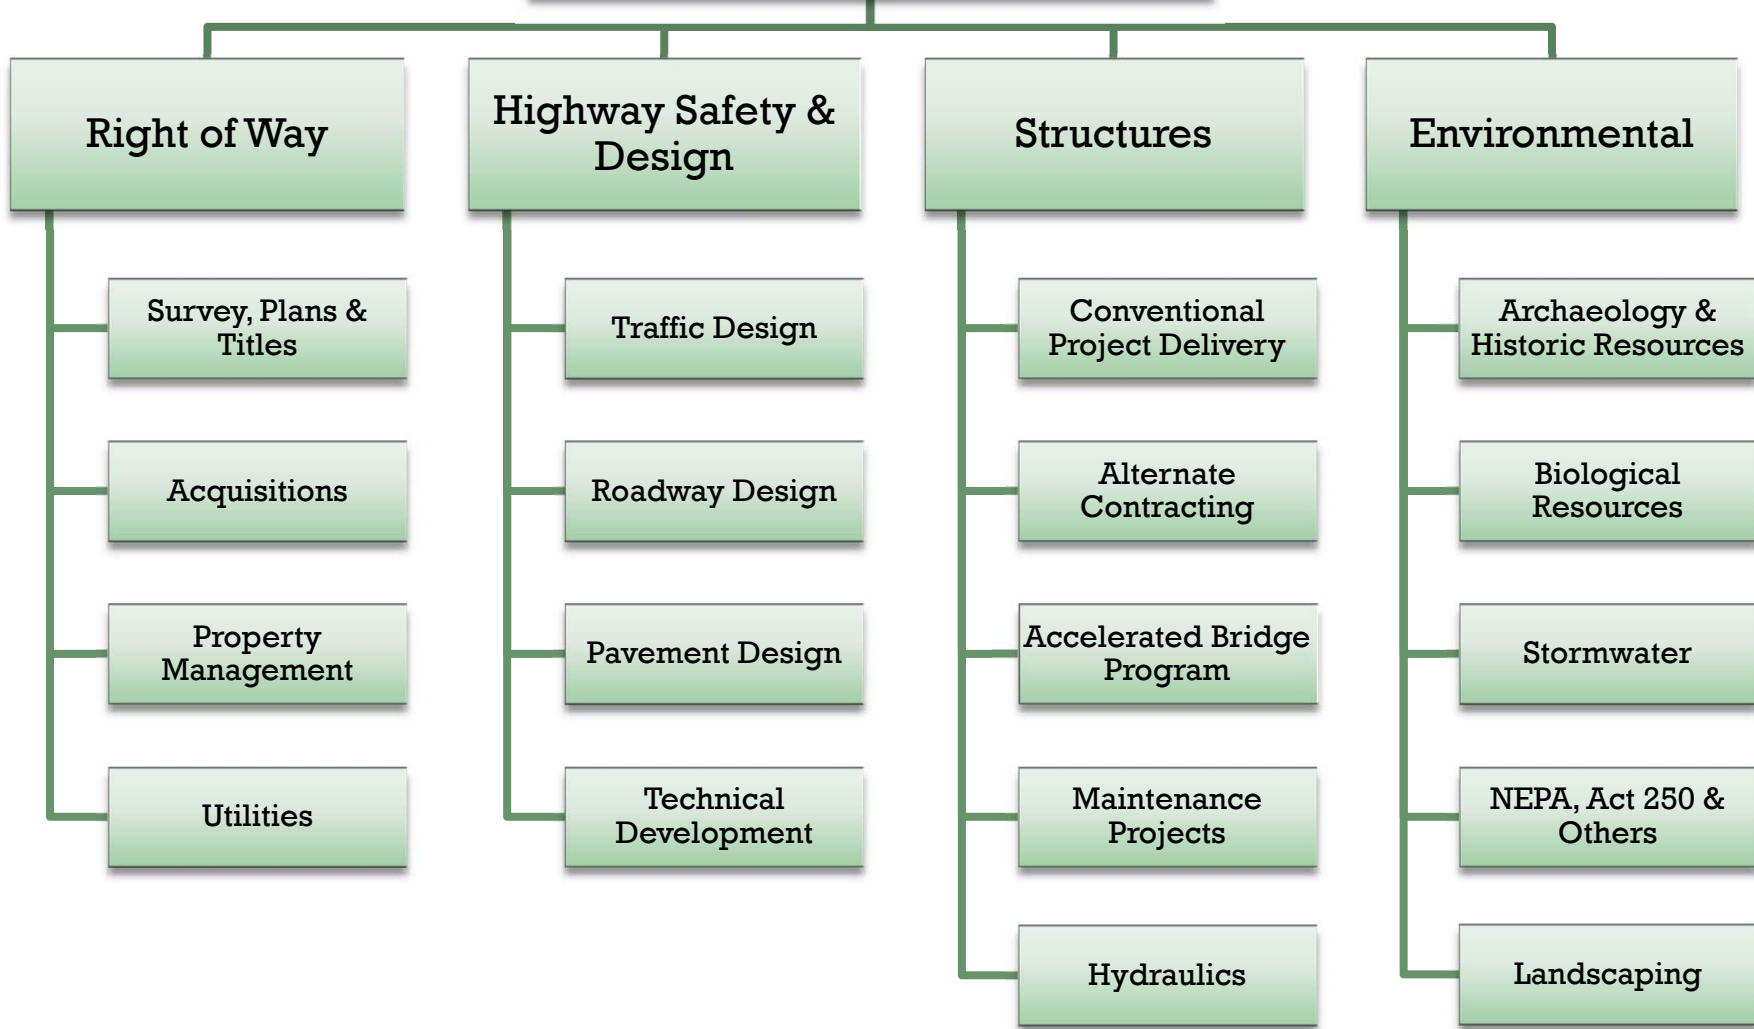 Right of Way
Highway Safety &
Design
Structures
Environmental
Survey, Plans &
Titles
Acquisitions
Property
Management
Utilities
Traffic Design
Roadway Design
Pavement Design
Technical
Development
Conventional
Project Delivery
Alternate
Contracting
Accelerated Bridge
Program
Maintenance
Projects
Hydraulics
Archaeology &
Historic Resources
Biological
Resources
Stormwater
NEPA, Act 250 &
Others
Landscaping